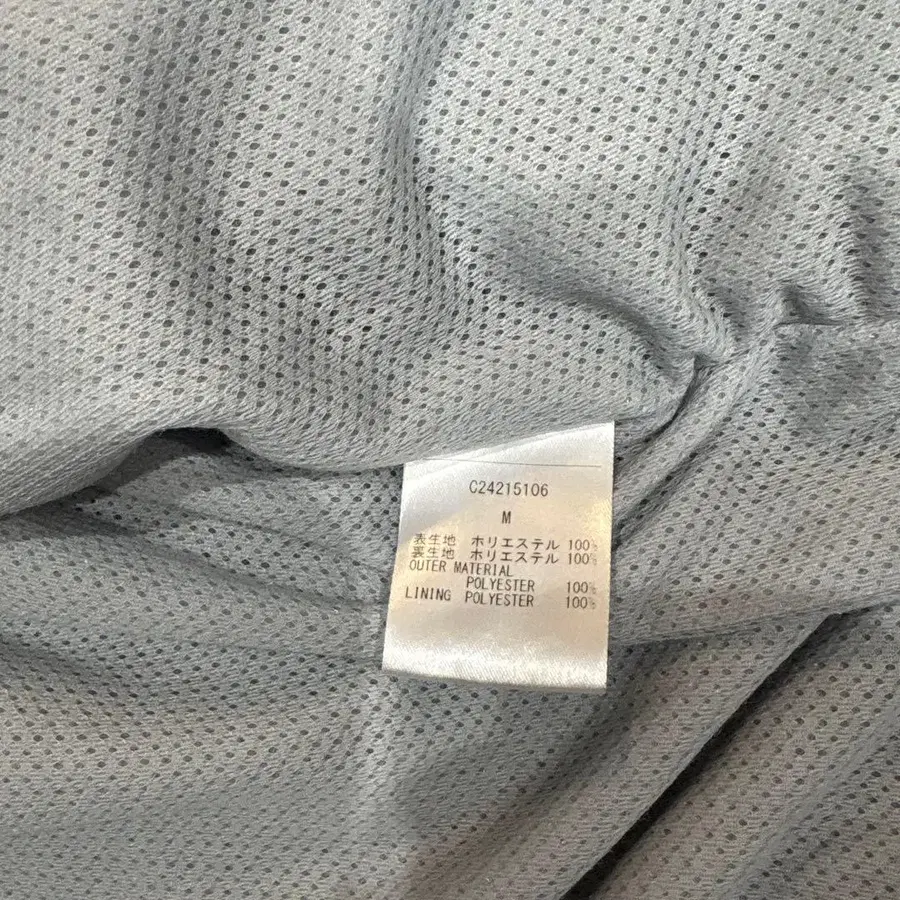 C24215106
M
表生地 ポリエステル 100%
裏生地 ポリエステル 100%
OUTER MATERIAL
POLYESTER 100%
LINING POLYESTER 100%